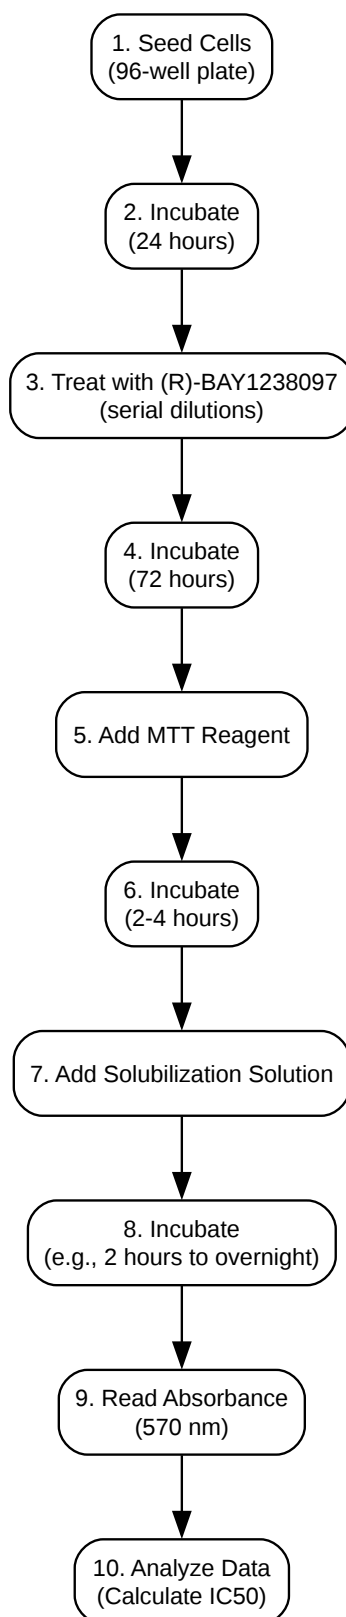 1. Seed Cells
(96-well plate)
2. Incubate
(24 hours)
3. Treat with (R)-BAY1238097
(serial dilutions)
4. Incubate
(72 hours)
5. Add MTT Reagent
6. Incubate
(2-4 hours)
7. Add Solubilization Solution
8. Incubate
(e.g., 2 hours to overnight)
9. Read Absorbance
(570 nm)
10. Analyze Data
(Calculate IC50)